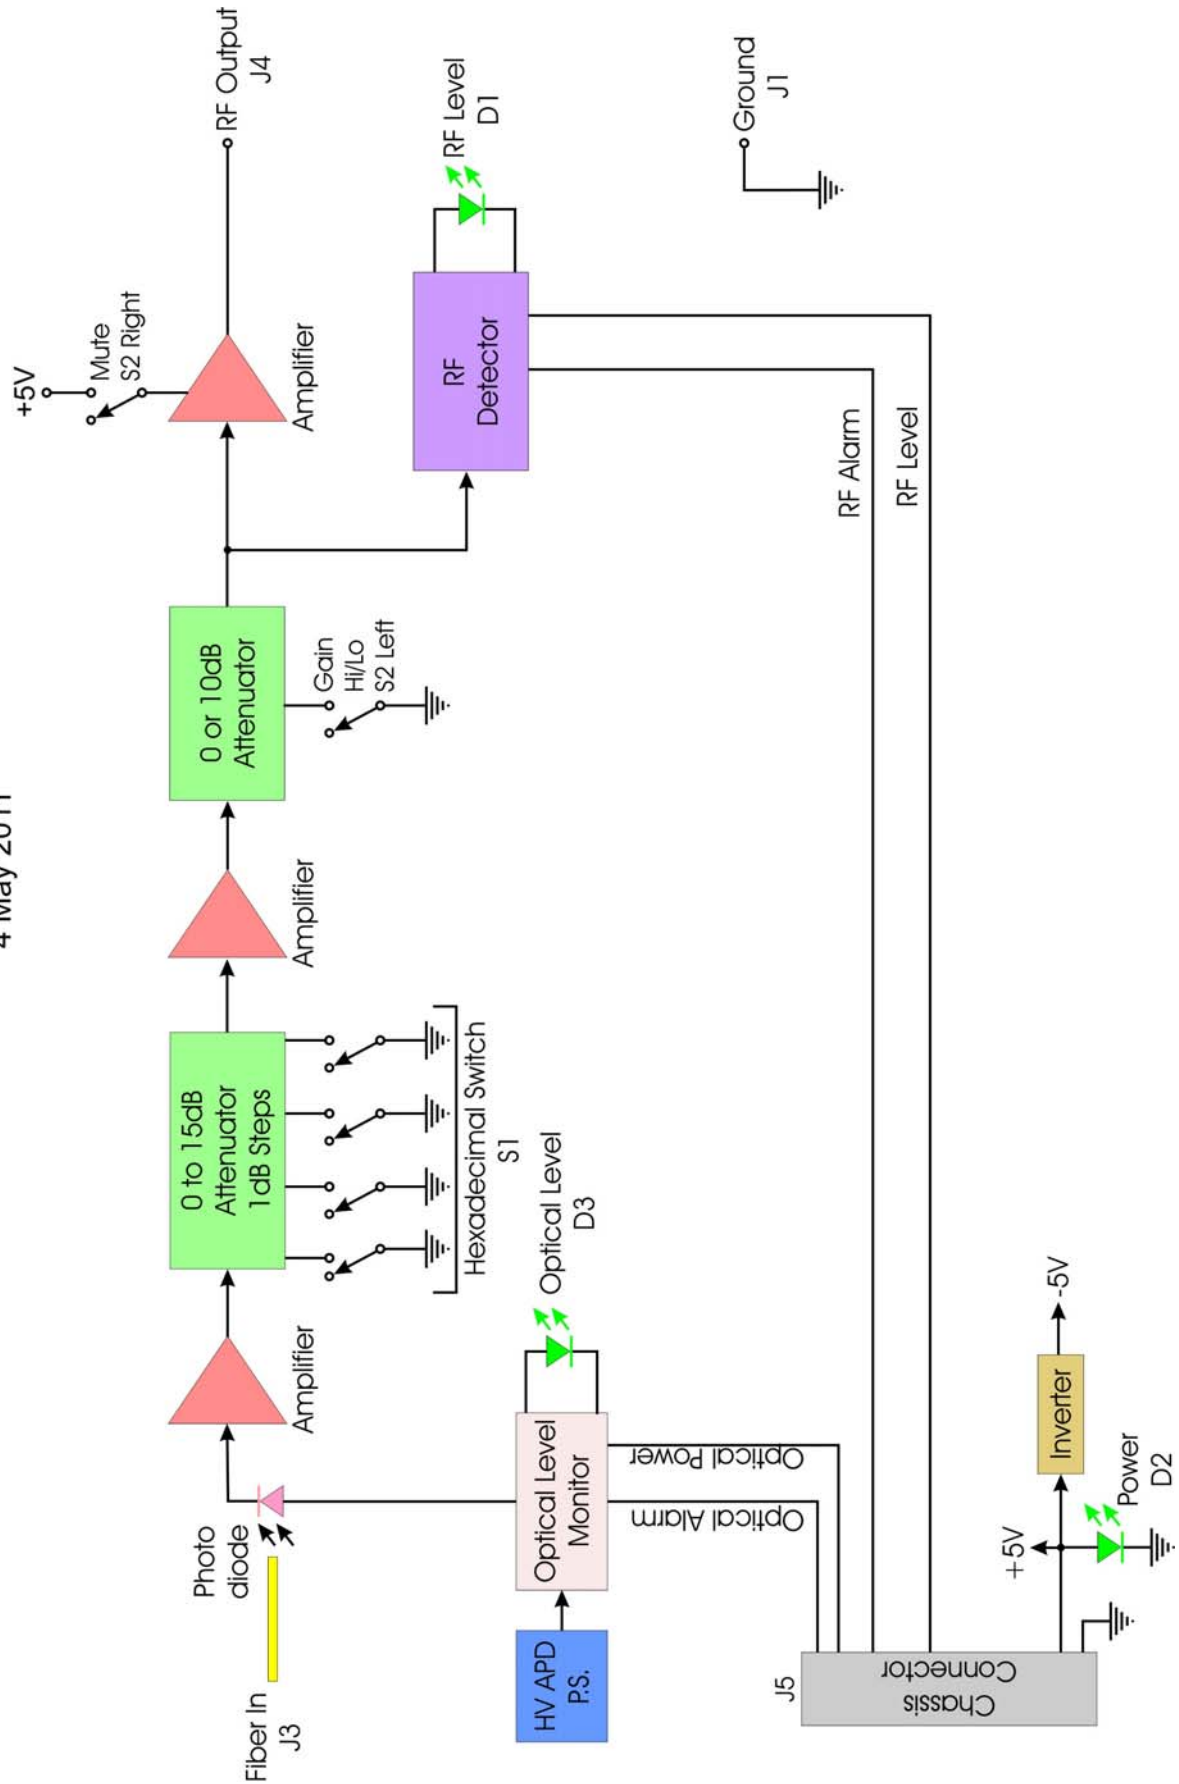 4 May 2011
Fiber In
J3
Photo
diode
Amplifier
0 to 15dB
Attenuator
1dB Steps
Hexadecimal Switch
S1
Amplifier
0 or 10dB
Attenuator
Gain
Hi/Lo
S2 Left
+5V
Mute
S2 Right
Amplifier
RF Output
J4
RF
Detector
RF Level
D1
Ground
J1
HV APD
P.S.
Optical Level
Monitor
Optical Level
D3
Optical Power
Optical Alarm
RF Alarm
RF Level
J5
Chassis
Connector
+5V
Power
D2
Inverter
-5V